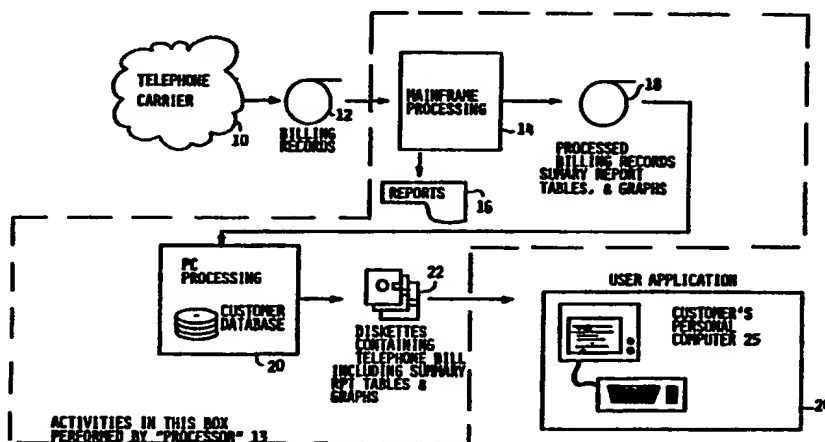 TELEPHONE
CARRIER
10
12
BILLING
RECORDS
MAINFRAME
PROCESSING
14
REPORTS
16
18
PROCESSED
BILLING RECORDS
SUMARY REPORT
TABLES, & GRAPHS
PC
PROCESSING
CUSTOMER
DATABASE
20
22
DISKETTES
CONTAINING
TELEPHONE BILL
INCLUDING SUMMARY
RPT TABLES &
GRAPHS
USER APPLICATION
CUSTOMER'S
PERSONAL
COMPUTER 25
ACTIVITIES IN THIS BOX
PERFORMED BY "PROCESSOR" 13